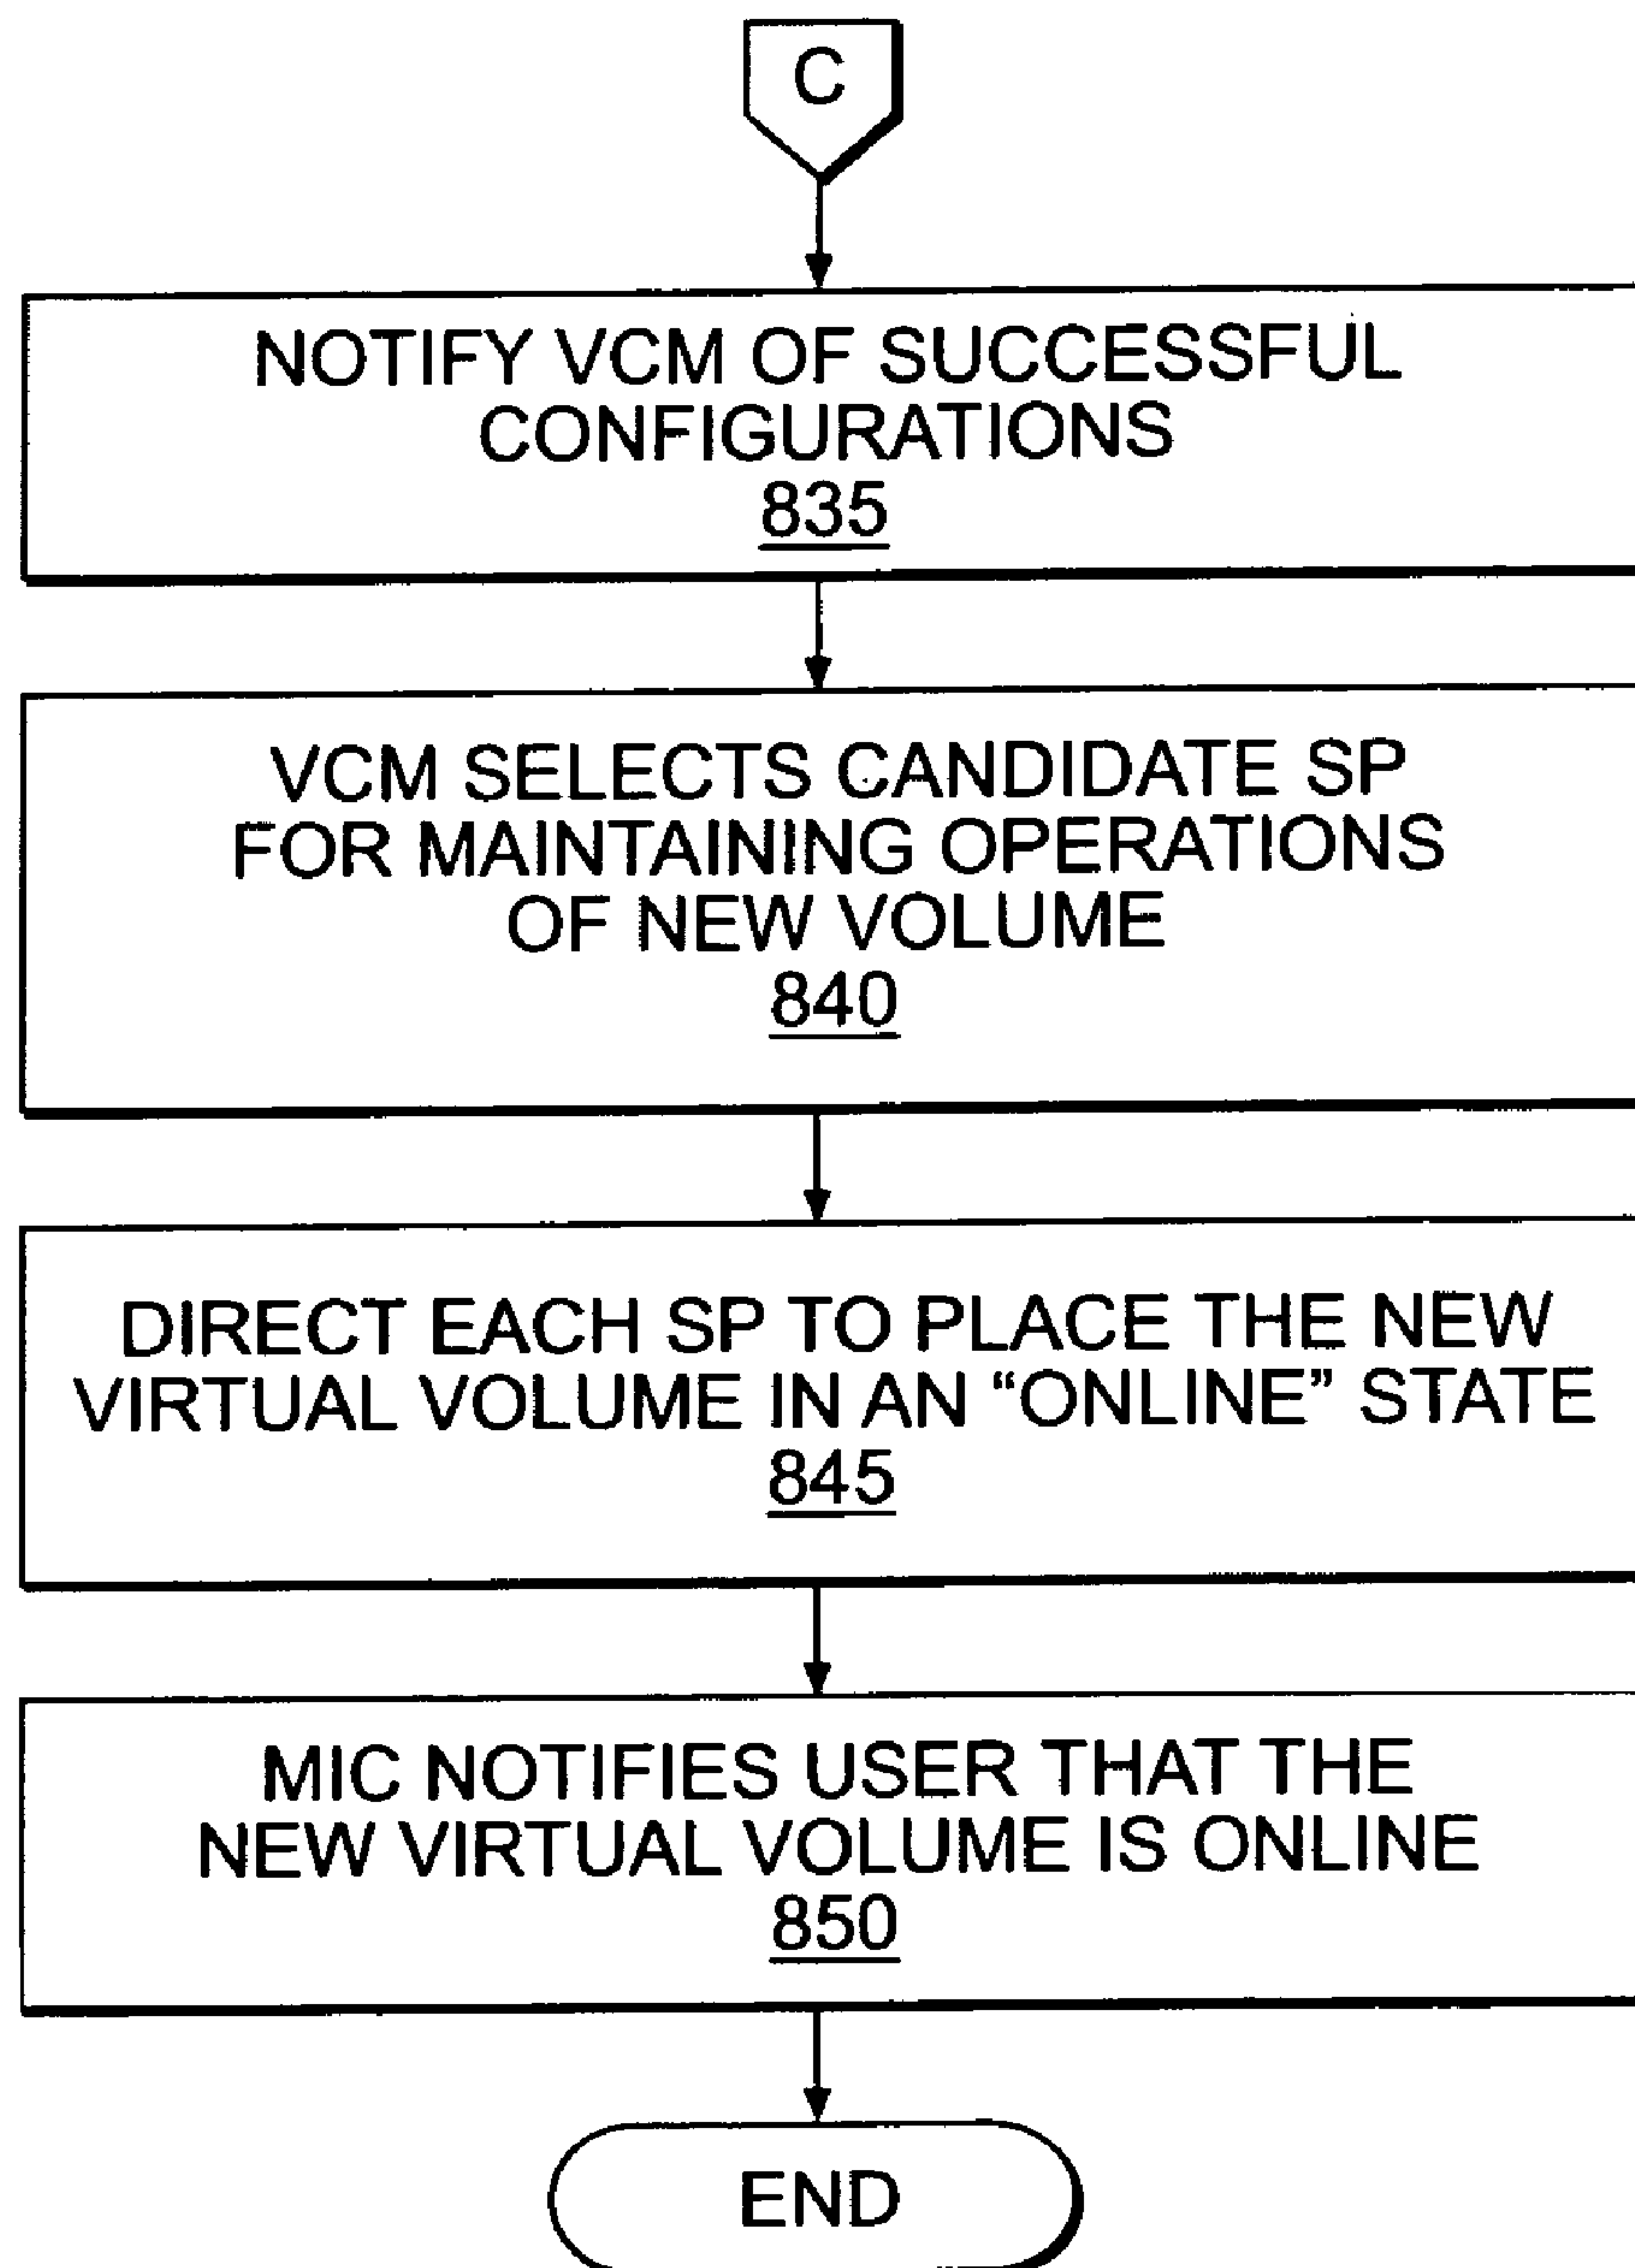 C
NOTIFY VCM OF SUCCESSFUL
CONFIGURATIONS
835
VCM SELECTS CANDIDATE SP
FOR MAINTAINING OPERATIONS
OF NEW VOLUME
840
DIRECT EACH SP TO PLACE THE NEW
VIRTUAL VOLUME IN AN “ONLINE” STATE
845
MIC NOTIFIES USER THAT THE
NEW VIRTUAL VOLUME IS ONLINE
850
END